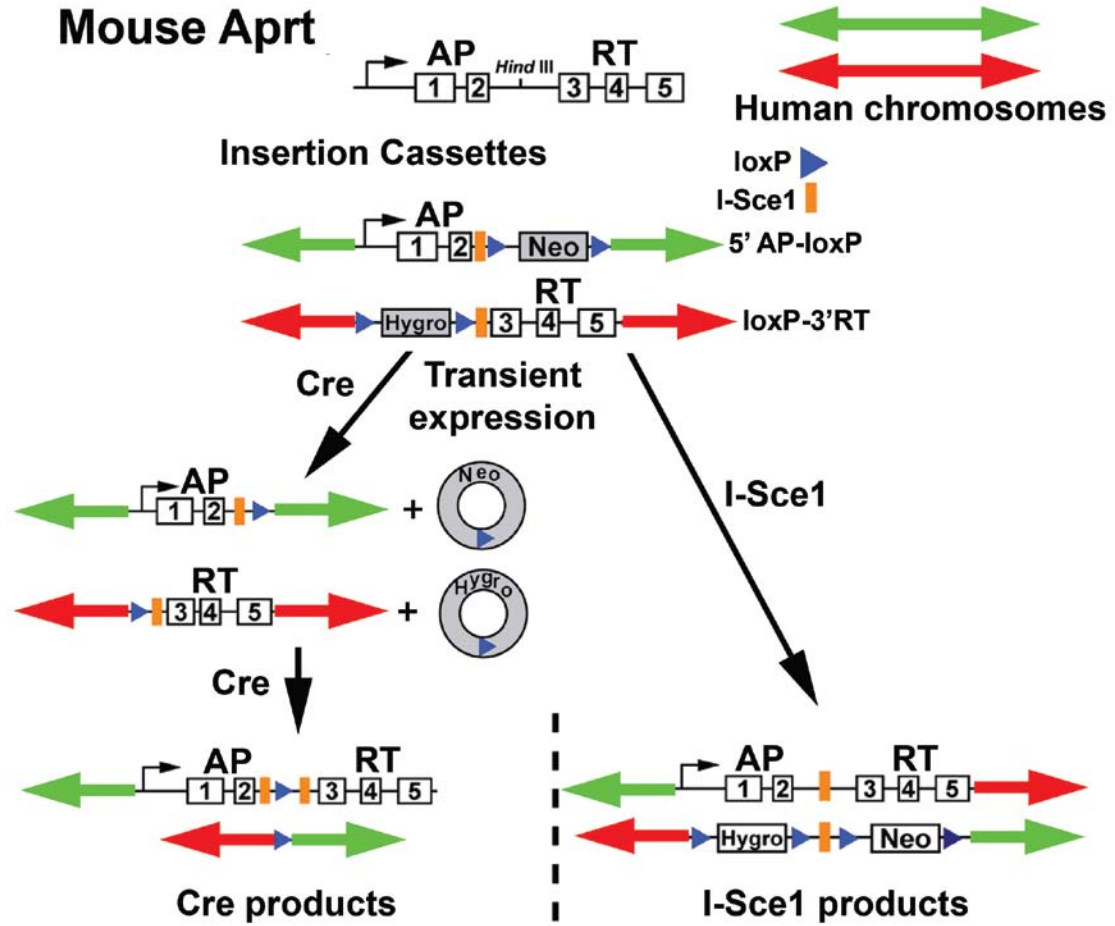 Mouse Aprt
AP Hind III RT
1 2 3 4 5
Human chromosomes
Insertion Cassettes
loxP
I-Sce1
AP
1 2 Neo
5' AP-loxP
RT
Hygro 3 4 5
loxP-3'RT
Cre
Transient
expression
I-Sce1
AP
1 2
+
Neo
RT
3 4 5
+
Hygro
Cre
AP RT
1 2 3 4 5
Cre products
AP RT
1 2 3 4 5
Hygro Neo
I-Sce1 products